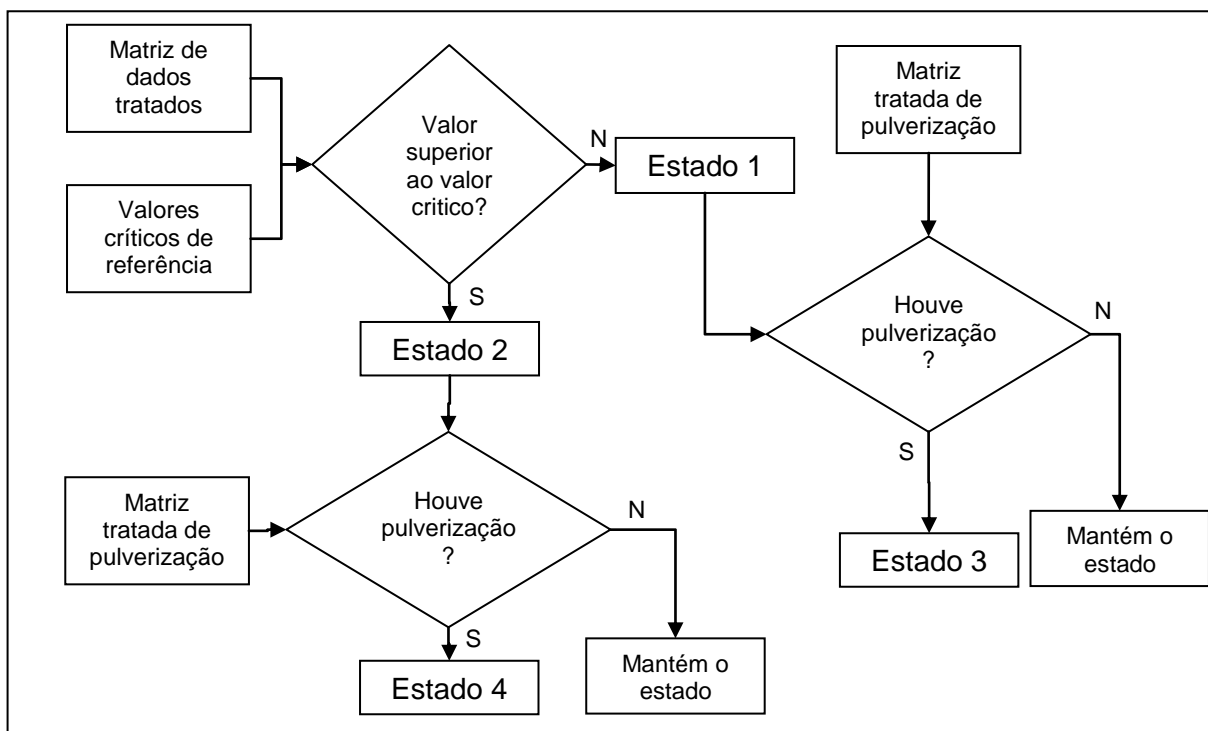 Matriz de
dados
tratados
Valores
críticos de
referência
Valor
superior
ao valor
critico?
N
S
Estado 1
Estado 2
Matriz
tratada de
pulverização
Houve
pulverização
?
N
S
Estado 3
Mantém o
estado
Matriz
tratada de
pulverização
Houve
pulverização
?
N
S
Estado 4
Mantém o
estado